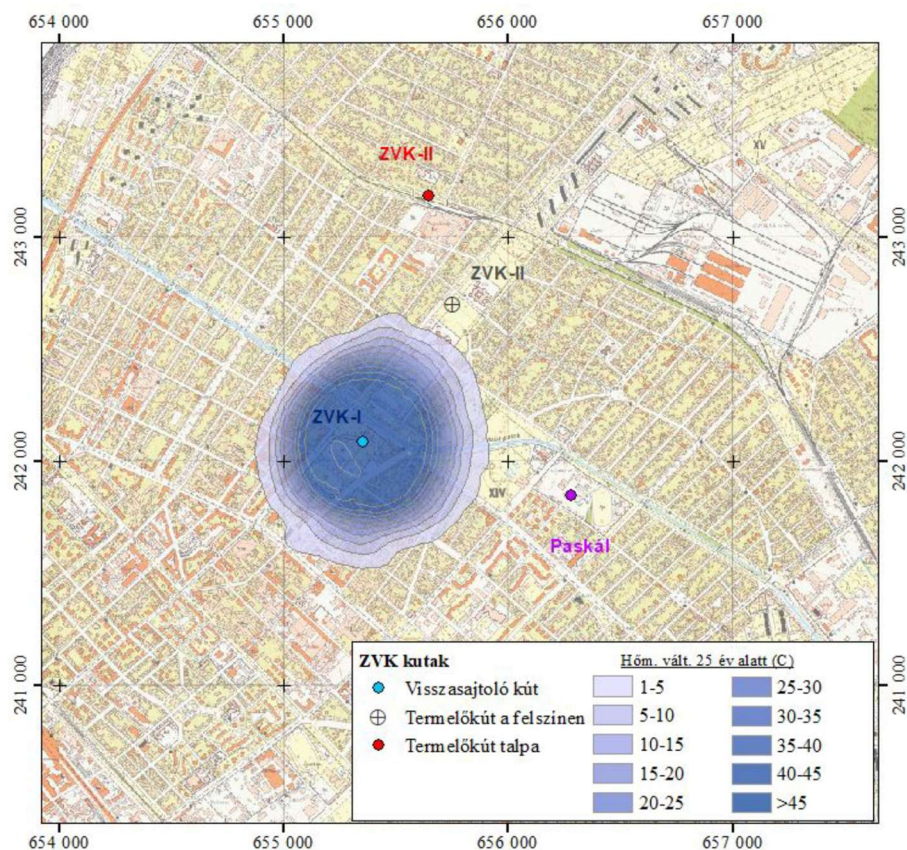 654 000 655 000 656 000 657 000
XV
ZVK-II
243 000 243 000
ZVK-II
ZVK-I
242 000 242 000
XIV
Paskál
ZVK kutak
Visszasajtoló kút
Termelőkút a felszínen
Termelőkút talpa
Hőm. vált. 25 év alatt (C)
1-5 25-30
5-10 30-35
10-15 35-40
15-20 40-45
20-25 >45
241 000 241 000
654 000 655 000 656 000 657 000